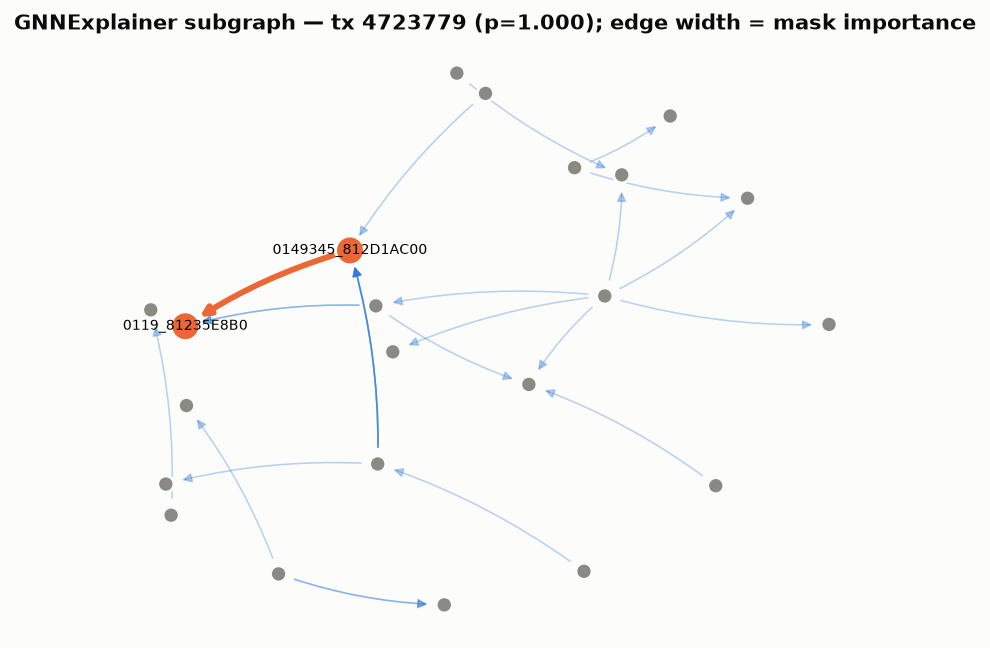 GNNExplainer subgraph — tx 4723779 (p=1.000); edge width = mask importance
0149345_812D1AC00
0119_81235E8B0